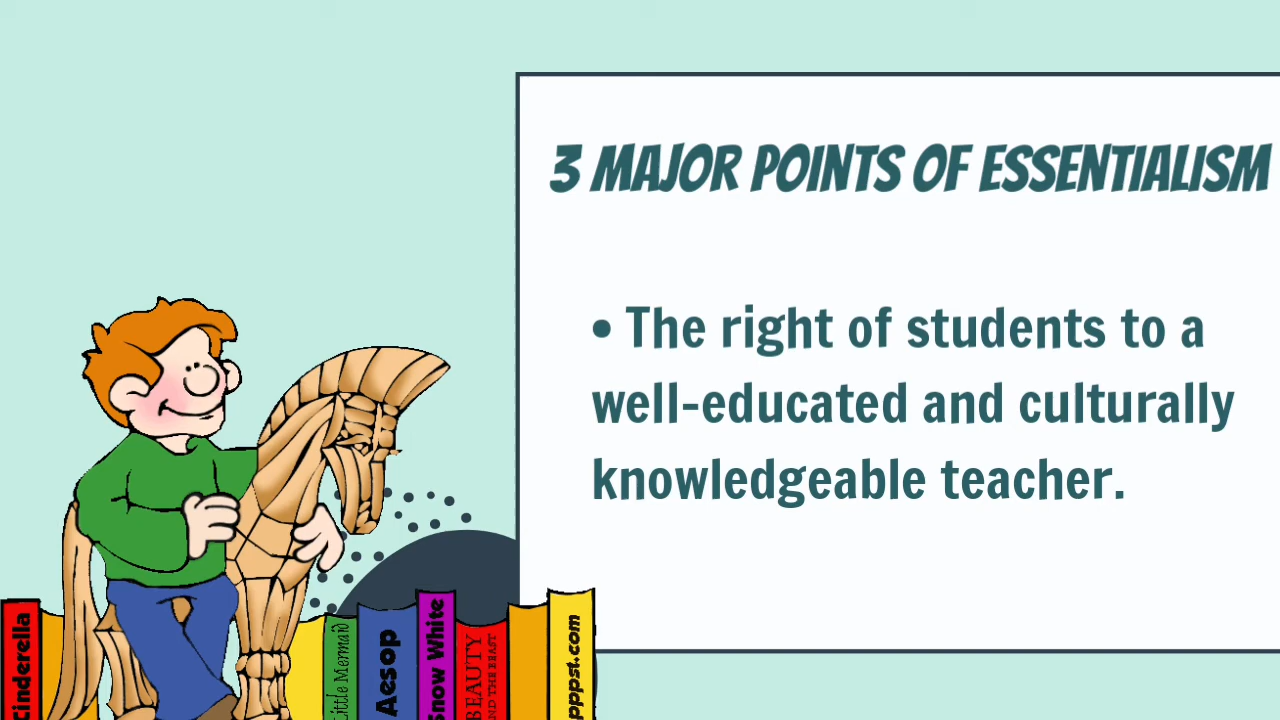 3 MAJOR POINTS OF ESSENTIALISM
• The right of students to a
well-educated and culturally
knowledgeable teacher.
Cinderella
Little Mermaid
Aesop
Snow White
BEAUTY
AND THE BEAST
pppst.com